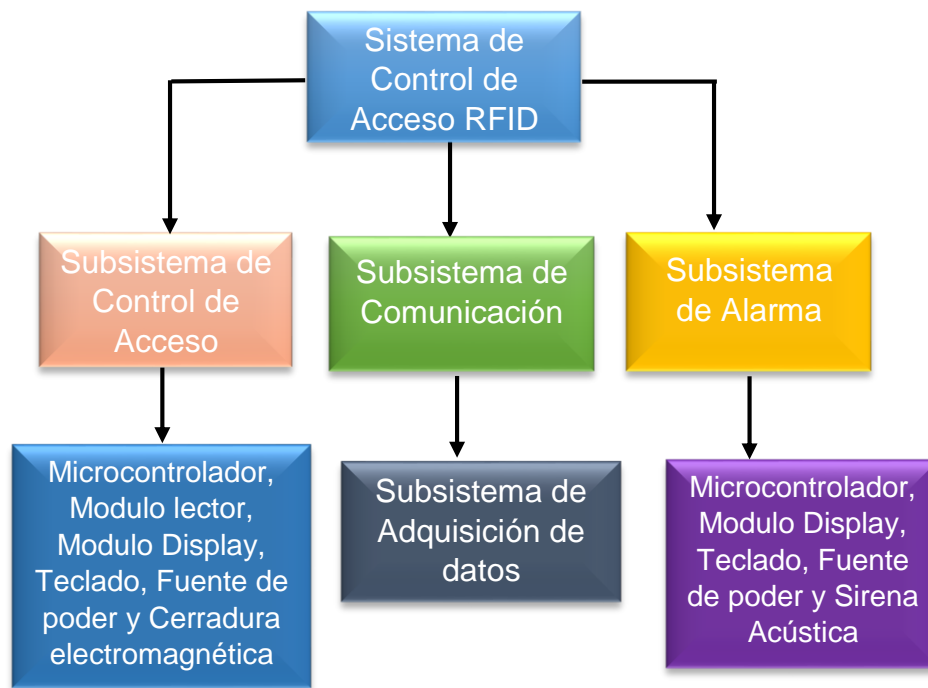 Sistema de
Control de
Acceso RFID
Subsistema de
Control de
Acceso
Subsistema de
Comunicación
Subsistema
de Alarma
Microcontrolador,
Modulo lector,
Modulo Display,
Teclado, Fuente de
poder y Cerradura
electromagnética
Subsistema de
Adquisición de
datos
Microcontrolador,
Modulo Display,
Teclado, Fuente
de poder y Sirena
Acústica